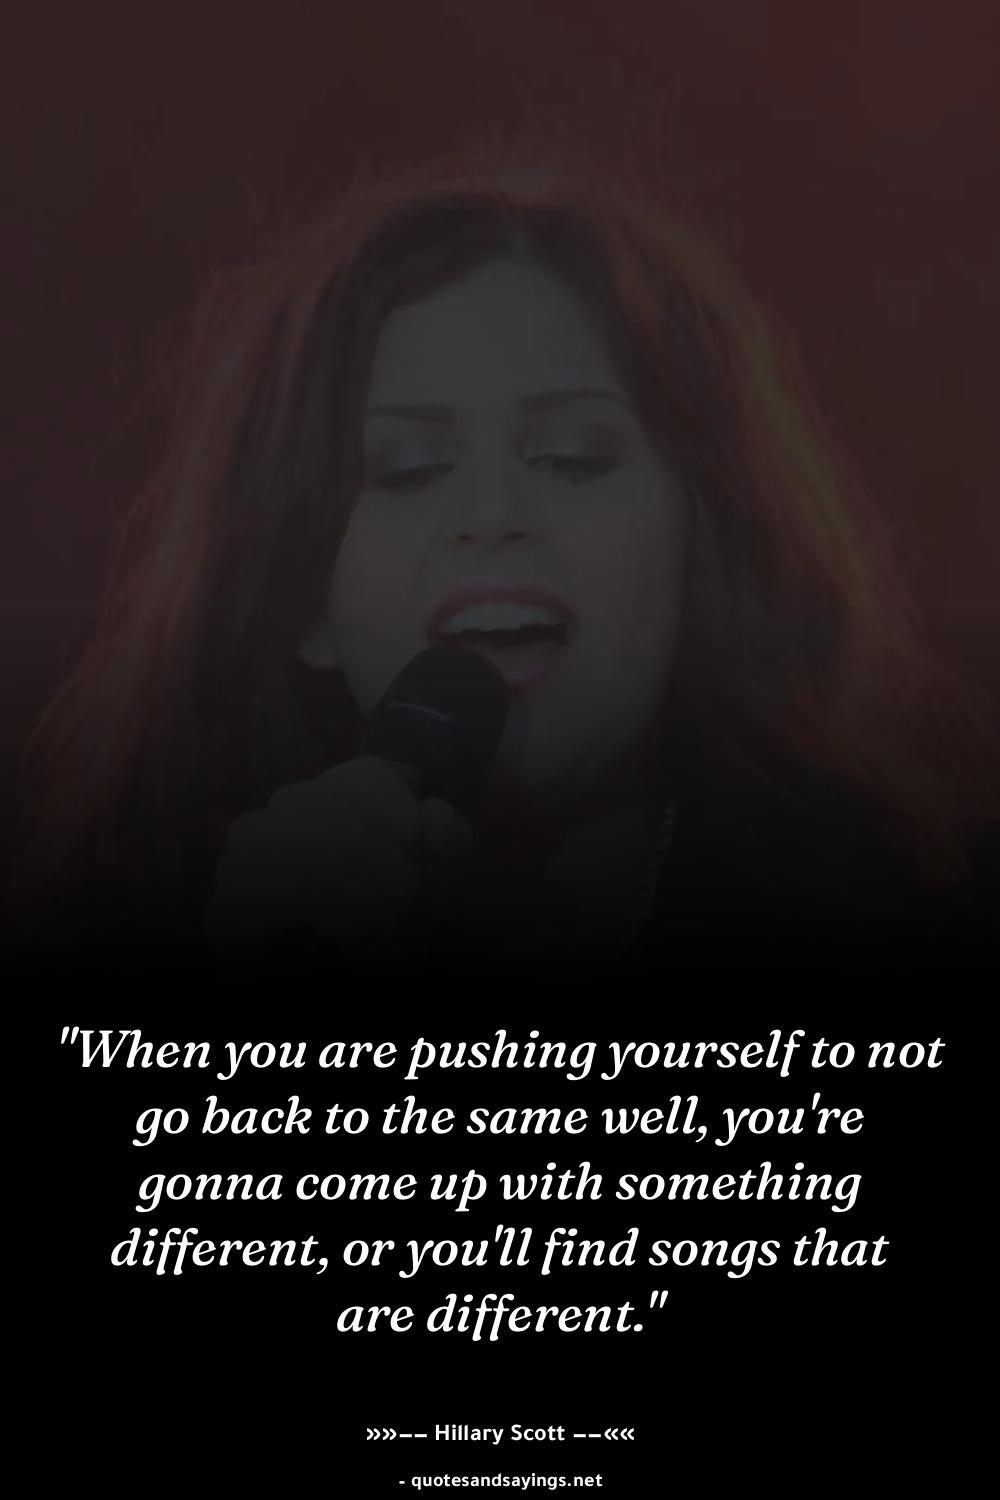 "When you are pushing yourself to not
go back to the same well, you're
gonna come up with something
different, or you'll find songs that
are different."
»»–– Hillary Scott ––««
- quotesandsayings.net